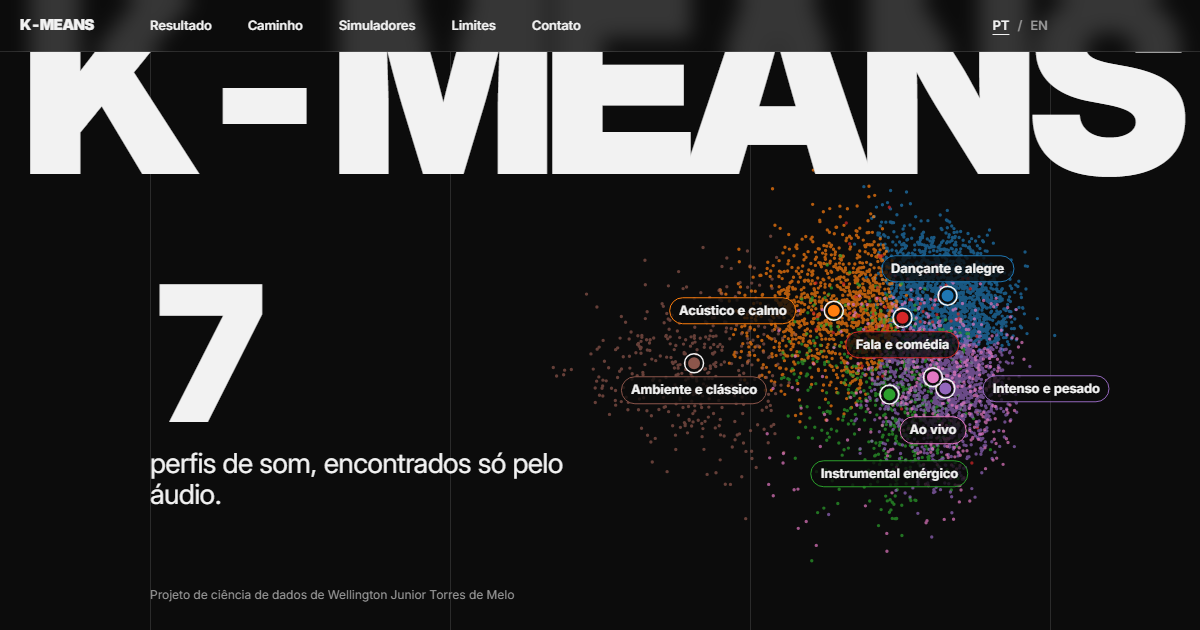 K-MEANS
Resultado
Caminho
Simuladores
Limites
Contato
PT / EN
K-MEANS
Dançante e alegre
Acústico e calmo
Fala e comédia
Ambiente e clássico
Intenso e pesado
Ao vivo
Instrumental enérgico
7
perfis de som, encontrados só pelo
áudio.
Projeto de ciência de dados de Wellington Junior Torres de Melo